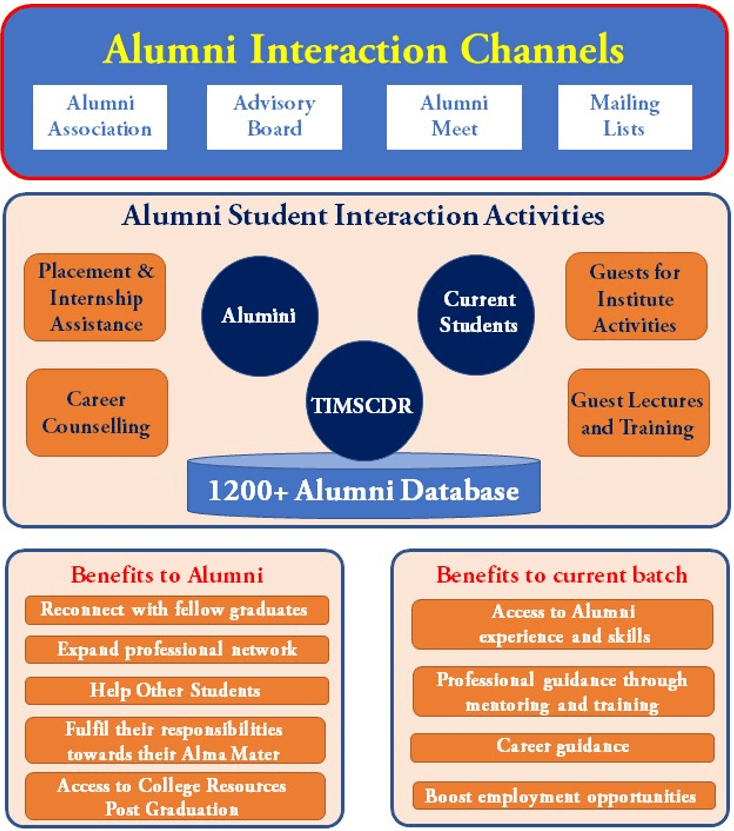 Alumni Interaction Channels
Alumni
Association
Advisory
Board
Alumni
Meet
Mailing
Lists
Alumni Student Interaction Activities
Placement &
Internship
Assistance
Career
Counselling
Alumini
Current
Students
TIMSCDR
Guests for
Institute
Activities
Guest Lectures
and Training
1200+ Alumni Database
Benefits to Alumni
Reconnect with fellow graduates
Expand professional network
Help Other Students
Fulfil their responsibilities
towards their Alma Mater
Access to College Resources
Post Graduation
Benefits to current batch
Access to Alumni
experience and skills
Professional guidance through
mentoring and training
Career guidance
Boost employment opportunities